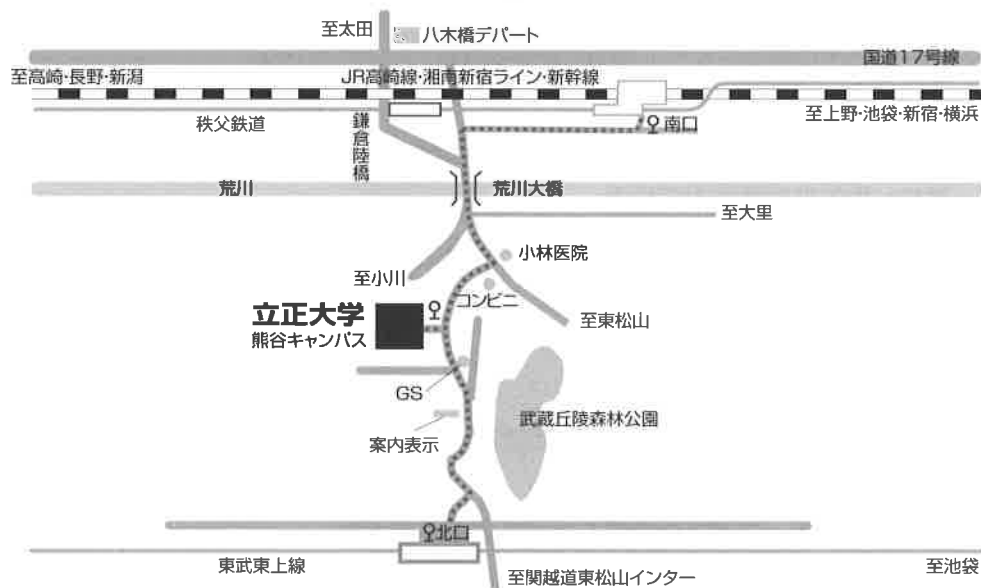 至太田
八木橋デパート
国道17号線
至高崎・長野・新潟
JR高崎線・湘南新宿ライン・新幹線
秩父鉄道
鎌倉陸橋
南口
至上野・池袋・新宿・横浜
荒川
荒川大橋
至大里
小林医院
至小川
コンビニ
立正大学
熊谷キャンパス
至東松山
GS
武蔵丘陵森林公園
案内表示
北口
東武東上線
至池袋
至関越道東松山インター